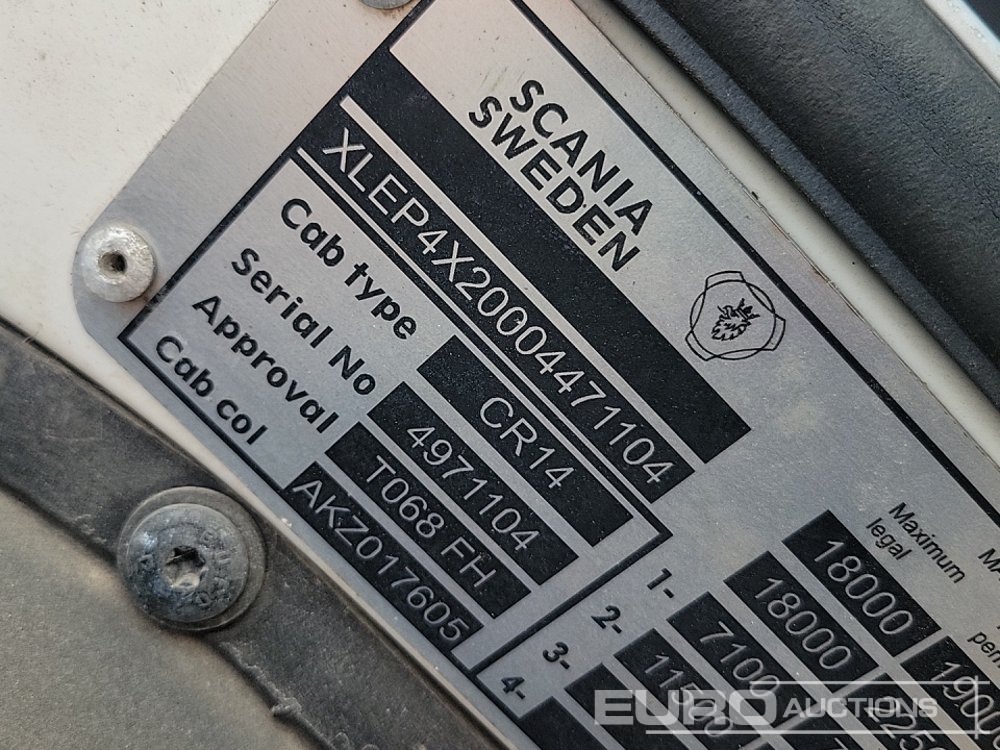 SCANIA
SWEDEN
XLEP4X20004471104
Cab type CR14
Serial No 4971104
Approval T068 FH
Cab col AKZ017605
Maximum
legal
18000
18000
7100
1-
2-
3-
4-
EURO AUCTIONS